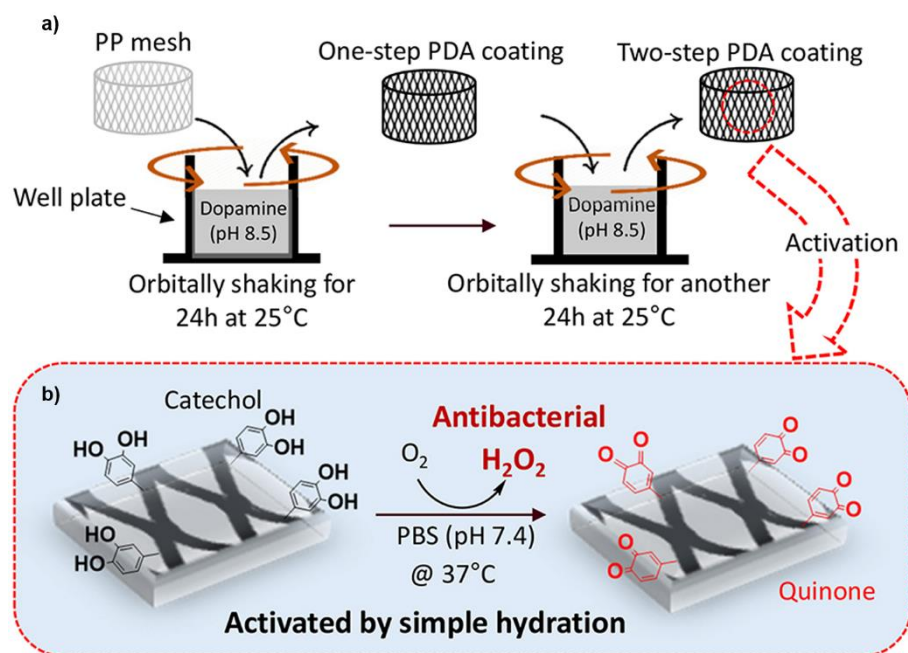 a)
PP mesh
One-step PDA coating
Two-step PDA coating
Well plate
Dopamine
(pH 8.5)
Dopamine
(pH 8.5)
Activation
Orbitally shaking for
24h at 25°C
Orbitally shaking for another
24h at 25°C
b)
Catechol
OH
HO
OH
OH
HO
OH
OH
HO
HO
Antibacterial
O₂
H₂O₂
PBS (pH 7.4)
@ 37°C
O
O
O
O
O
O
O
O
Quinone
Activated by simple hydration